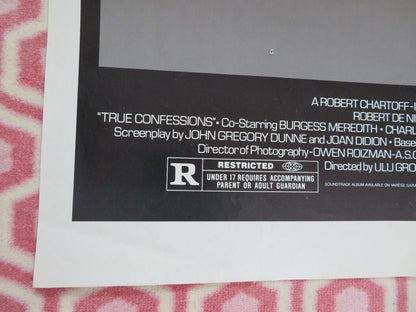 A ROBERT CHARTOFF-
ROBERT DE NI
"TRUE CONFESSIONS" • Co-Starring BURGESS MEREDITH • CHARL
Screenplay by JOHN GREGORY DUNNE and JOAN DIDION • Base
Director of Photography-OWEN ROIZMAN-A.S.C
Directed by ULU GRO
R RESTRICTED
UNDER 17 REQUIRES ACCOMPANYING
PARENT OR ADULT GUARDIAN
SOUNDTRACK ALBUM AVAILABLE ON VARÈSE SARA